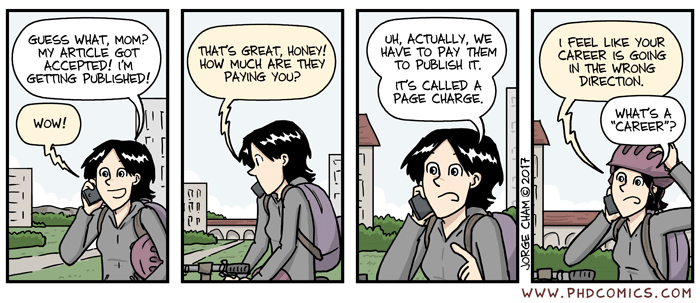 GUESS WHAT, MOM?
MY ARTICLE GOT
ACCEPTED! I'M
GETTING PUBLISHED!
WOW!
THAT'S GREAT, HONEY!
HOW MUCH ARE THEY
PAYING YOU?
UH, ACTUALLY, WE
HAVE TO PAY THEM
TO PUBLISH IT.
IT'S CALLED A
PAGE CHARGE.
I FEEL LIKE YOUR
CAREER IS GOING
IN THE WRONG
DIRECTION.
WHAT'S A
"CAREER"?
JORGE CHAM © 2017
WWW.PHDCOMICS.COM